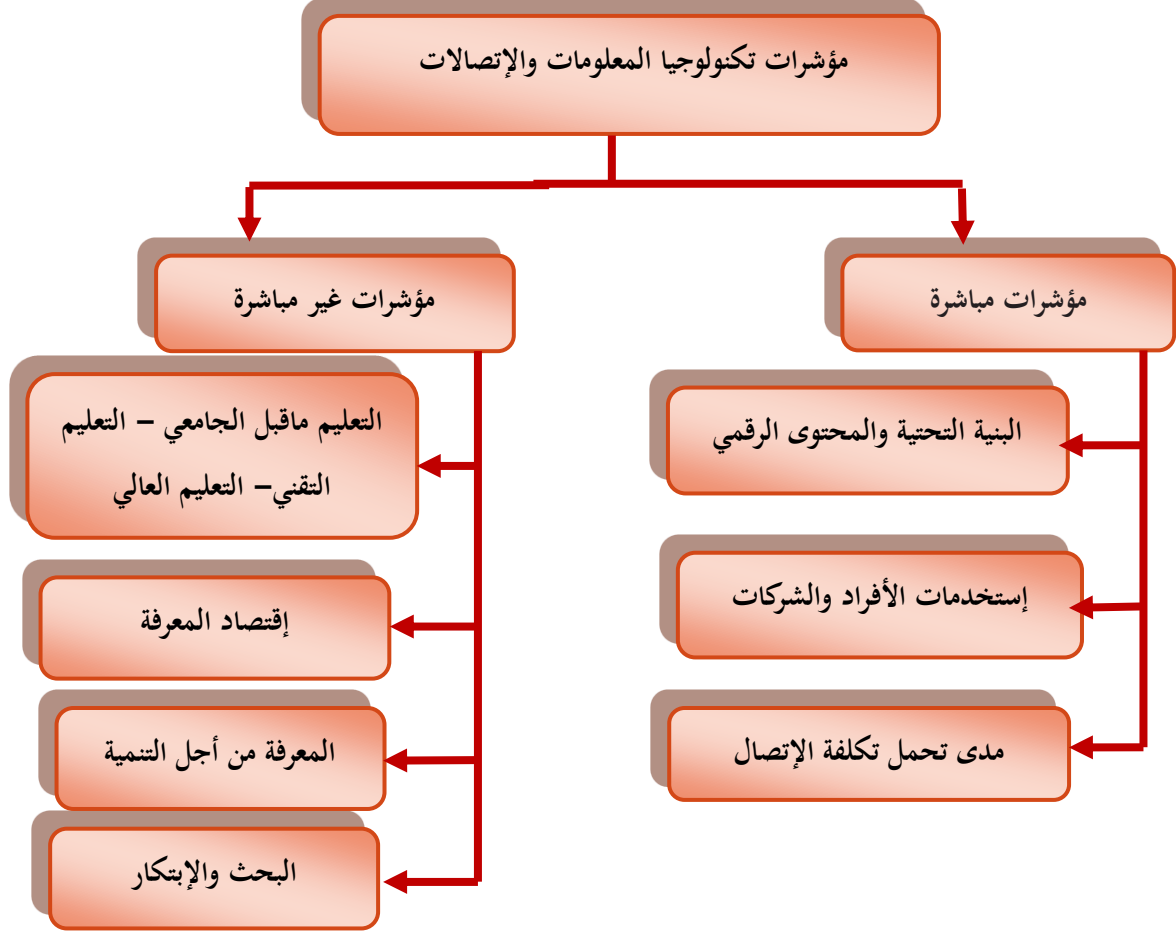 مؤشرات تكنولوجيا المعلومات والإتصالات
مؤشرات مباشرة
البنية التحتية والمحتوى الرقمي
إستخدمات الأفراد والشركات
مدى تحمل تكلفة الإتصال
مؤشرات غير مباشرة
التعليم ماقبل الجامعي – التعليم
التقني– التعليم العالي
إقتصاد المعرفة
المعرفة من أجل التنمية
البحث والإبتكار